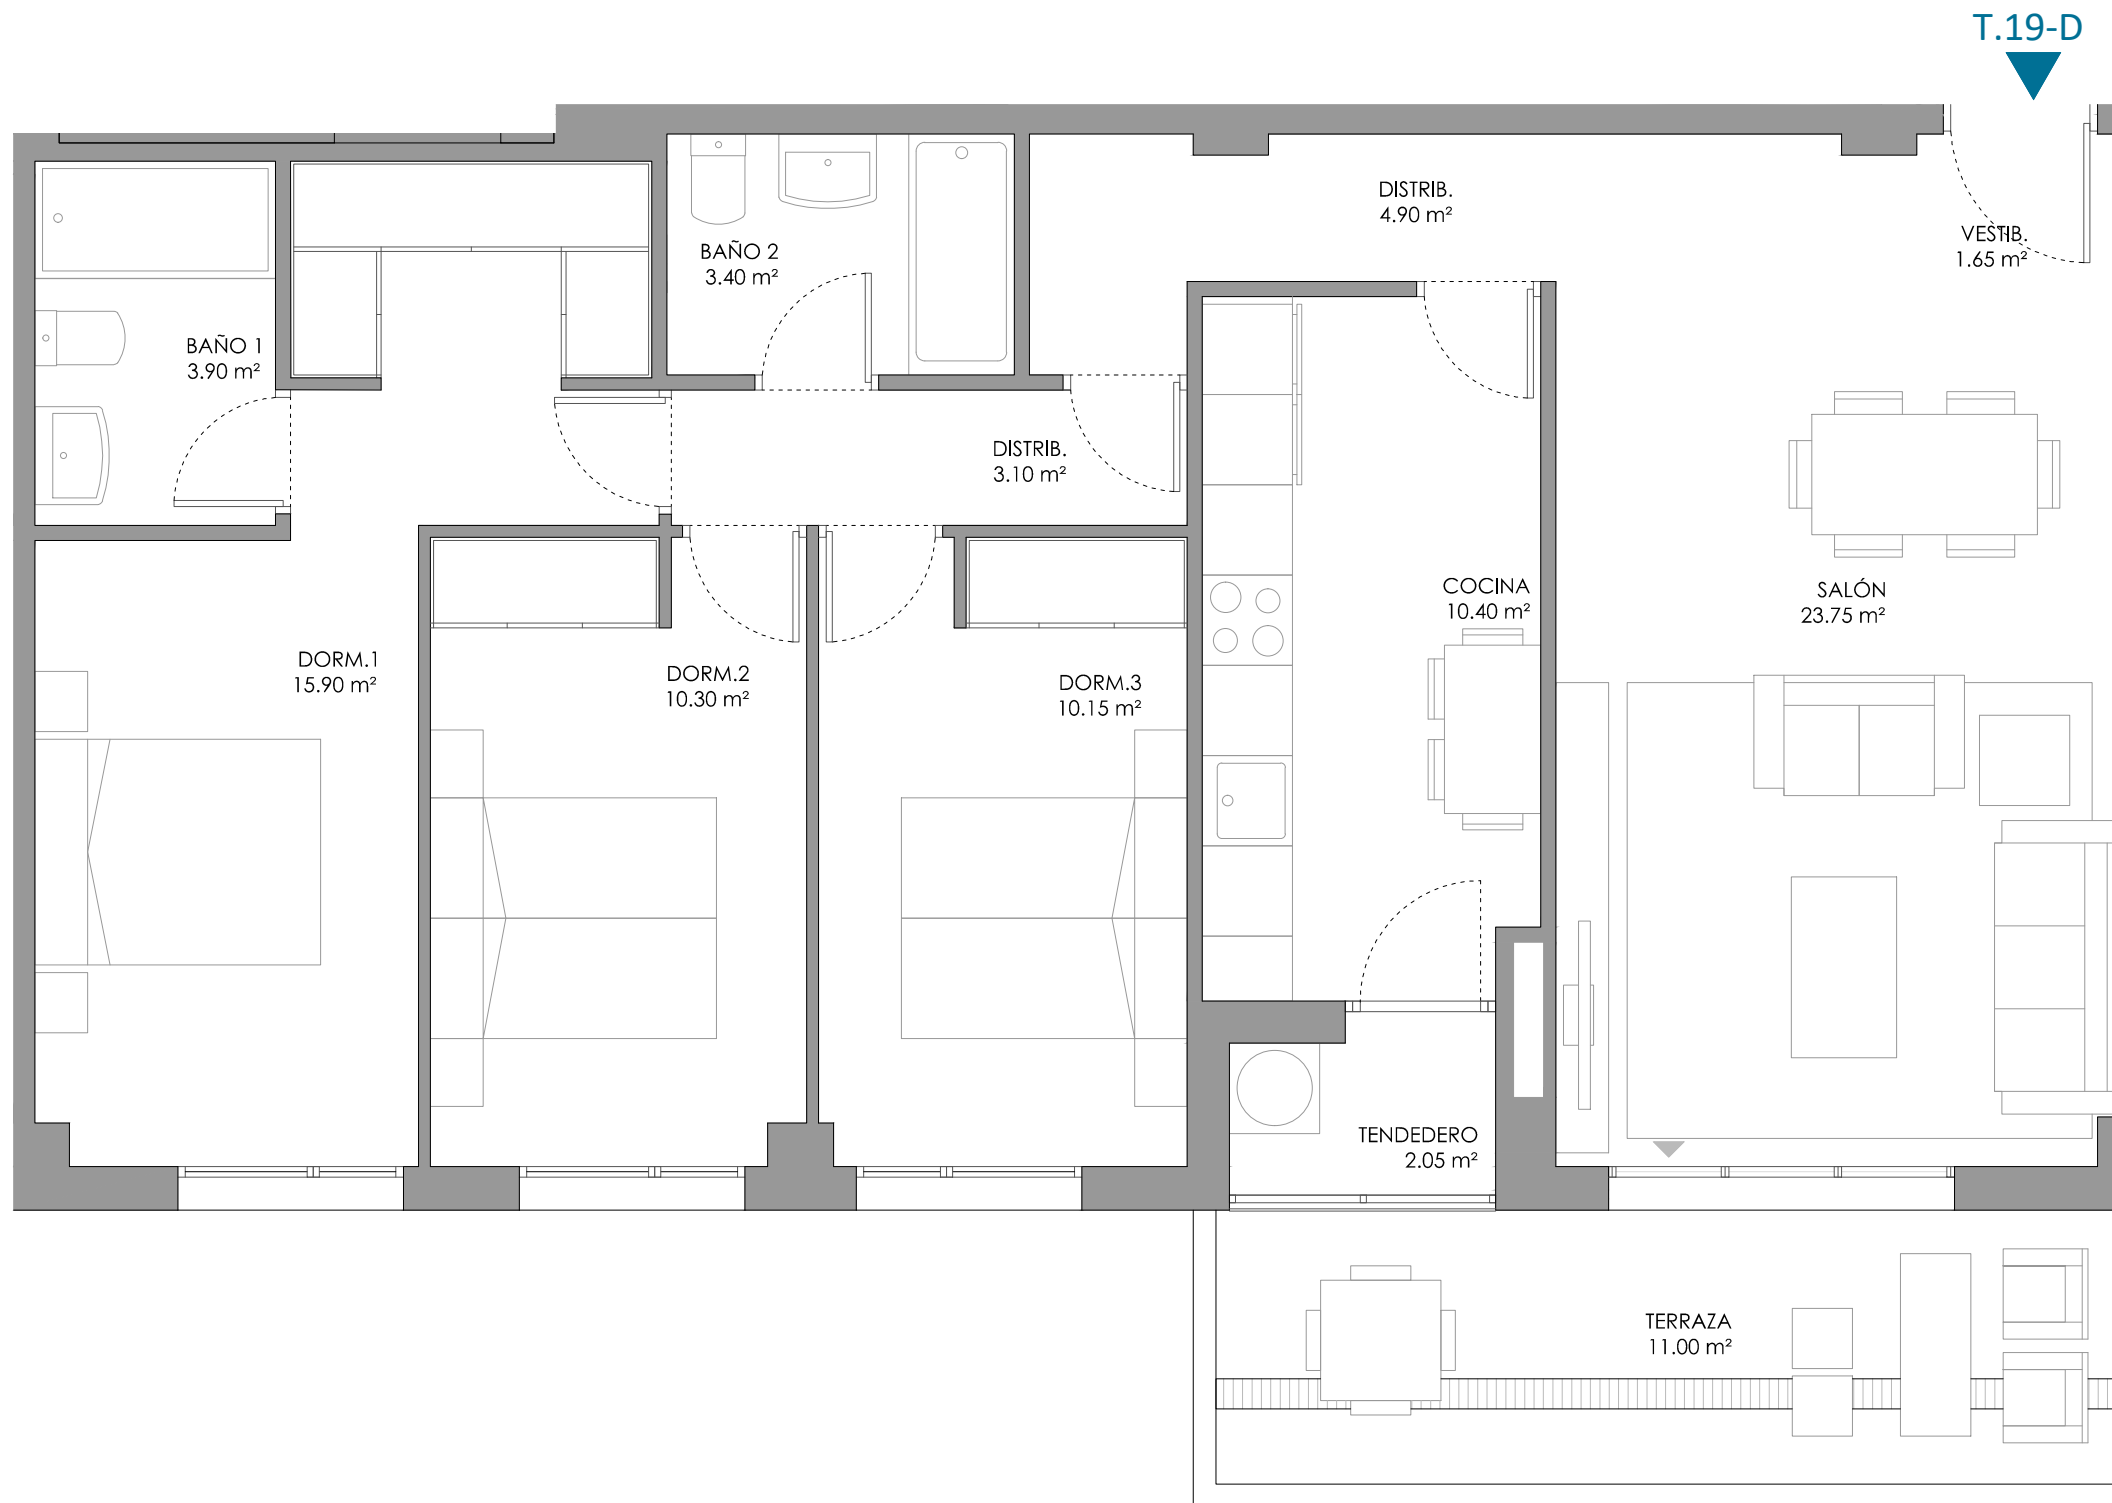 T.19-D
DISTRIB.
4.90 m²
VESTIB.
1.65 m²
BAÑO 2
3.40 m²
BAÑO 1
3.90 m²
DISTRIB.
3.10 m²
COCINA
10.40 m²
SALÓN
23.75 m²
DORM.1
15.90 m²
DORM.2
10.30 m²
DORM.3
10.15 m²
TENDEDERO
2.05 m²
TERRAZA
11.00 m²